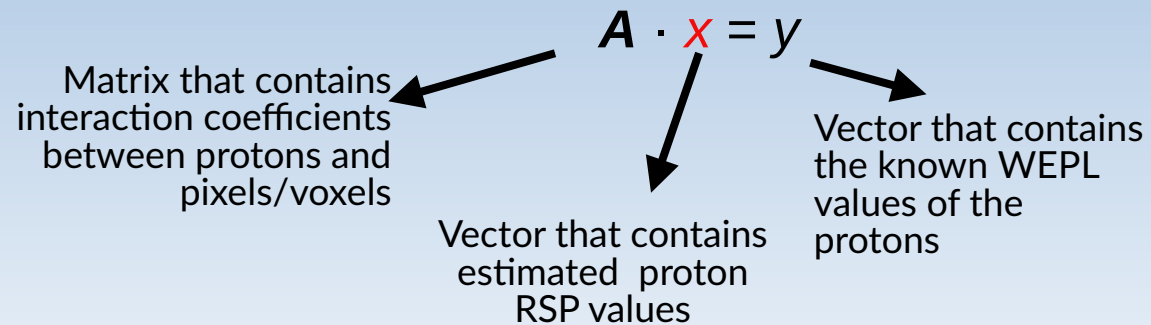 A · x = y
Matrix that contains
interaction coefficients
between protons and
pixels/voxels
Vector that contains
estimated proton
RSP values
Vector that contains
the known WEPL
values of the
protons